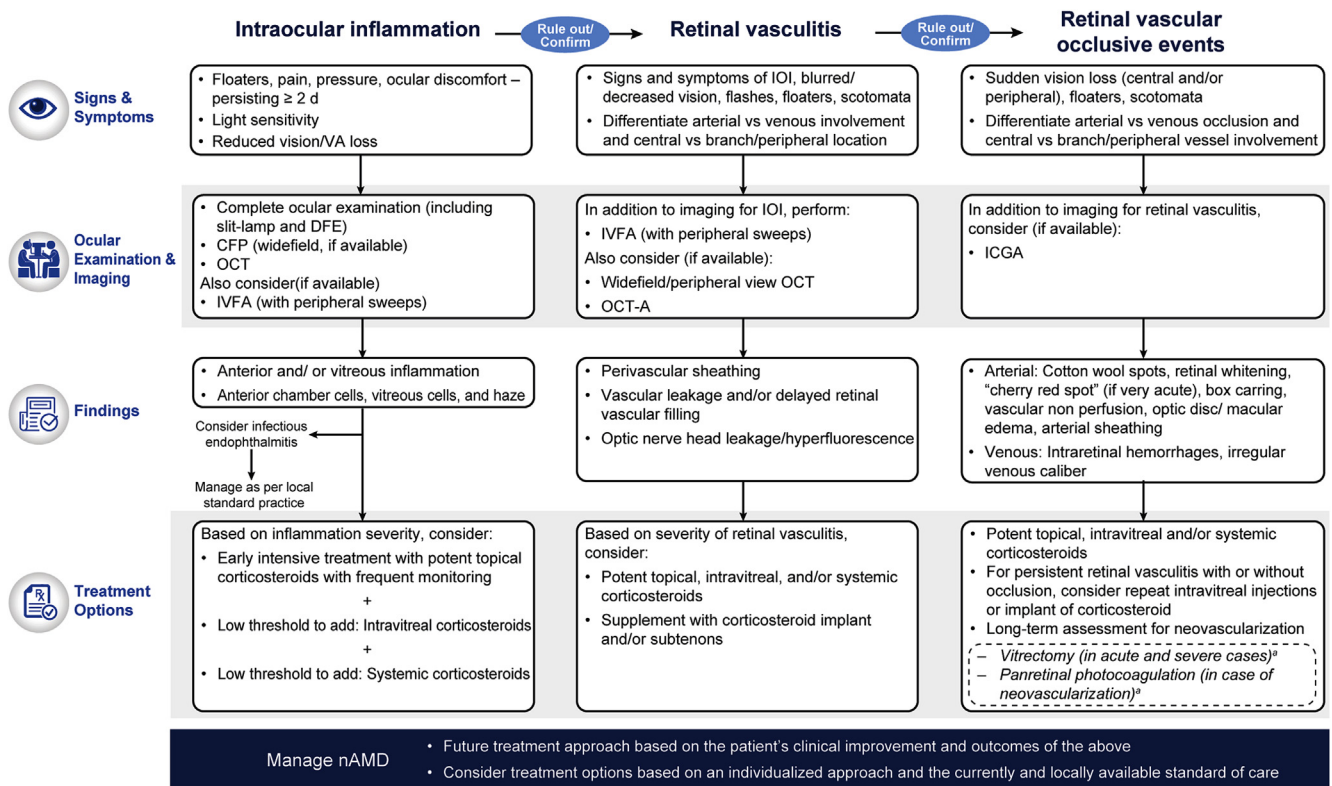 Intraocular inflammation
Rule out/
Confirm
Retinal vasculitis
Rule out/
Confirm
Retinal vascular
occlusive events
Signs &
Symptoms
• Floaters, pain, pressure, ocular discomfort –
persisting ≥ 2 d
• Light sensitivity
• Reduced vision/VA loss
• Signs and symptoms of IOI, blurred/
decreased vision, flashes, floaters, scotomata
• Differentiate arterial vs venous involvement
and central vs branch/peripheral location
• Sudden vision loss (central and/or
peripheral), floaters, scotomata
• Differentiate arterial vs venous occlusion and
central vs branch/peripheral vessel involvement
Ocular
Examination &
Imaging
• Complete ocular examination (including
slit-lamp and DFE)
• CFP (widefield, if available)
• OCT
Also consider(if available)
• IVFA (with peripheral sweeps)
In addition to imaging for IOI, perform:
• IVFA (with peripheral sweeps)
Also consider (if available):
• Widefield/peripheral view OCT
• OCT-A
In addition to imaging for retinal vasculitis,
consider (if available):
• ICGA
Findings
• Anterior and/ or vitreous inflammation
• Anterior chamber cells, vitreous cells, and haze
Consider infectious
endophthalmitis
Manage as per local
standard practice
• Perivascular sheathing
• Vascular leakage and/or delayed retinal
vascular filling
• Optic nerve head leakage/hyperfluorescence
• Arterial: Cotton wool spots, retinal whitening,
“cherry red spot” (if very acute), box carring,
vascular non perfusion, optic disc/ macular
edema, arterial sheathing
• Venous: Intraretinal hemorrhages, irregular
venous caliber
Rx
Treatment
Options
Based on inflammation severity, consider:
• Early intensive treatment with potent topical
corticosteroids with frequent monitoring
+
• Low threshold to add: Intravitreal corticosteroids
+
• Low threshold to add: Systemic corticosteroids
Based on severity of retinal vasculitis,
consider:
• Potent topical, intravitreal, and/or systemic
corticosteroids
• Supplement with corticosteroid implant
and/or subtenons
• Potent topical, intravitreal and/or systemic
corticosteroids
• For persistent retinal vasculitis with or without
occlusion, consider repeat intravitreal injections
or implant of corticosteroid
• Long-term assessment for neovascularization
– Vitrectomy (in acute and severe cases)ᵃ
– Panretinal photocoagulation (in case of
neovascularization)ᵃ
Manage nAMD
• Future treatment approach based on the patient’s clinical improvement and outcomes of the above
• Consider treatment options based on an individualized approach and the currently and locally available standard of care